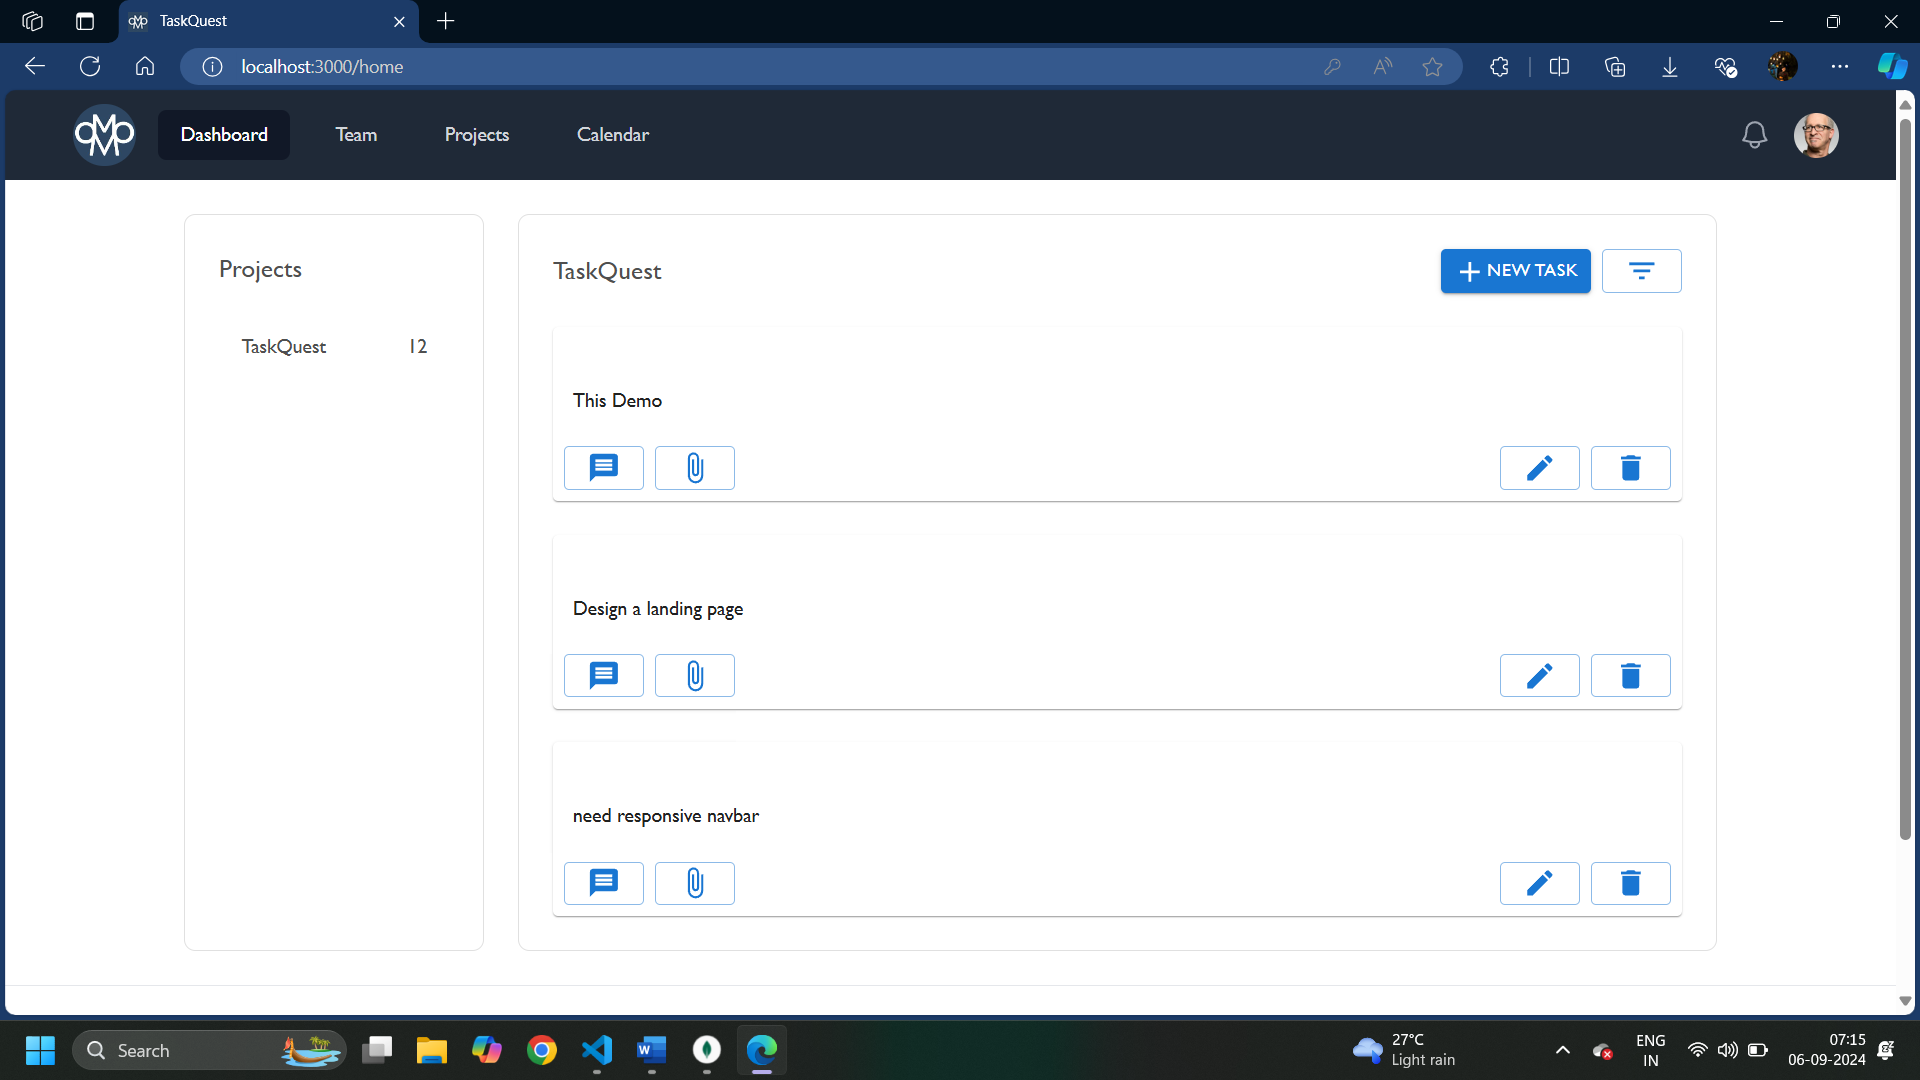 TaskQuest
localhost:3000/home
Dashboard Team Projects Calendar
Projects
TaskQuest 12
TaskQuest
NEW TASK
This Demo
Design a landing page
need responsive navbar
Search
27°C
Light rain
ENG
IN
07:15
06-09-2024